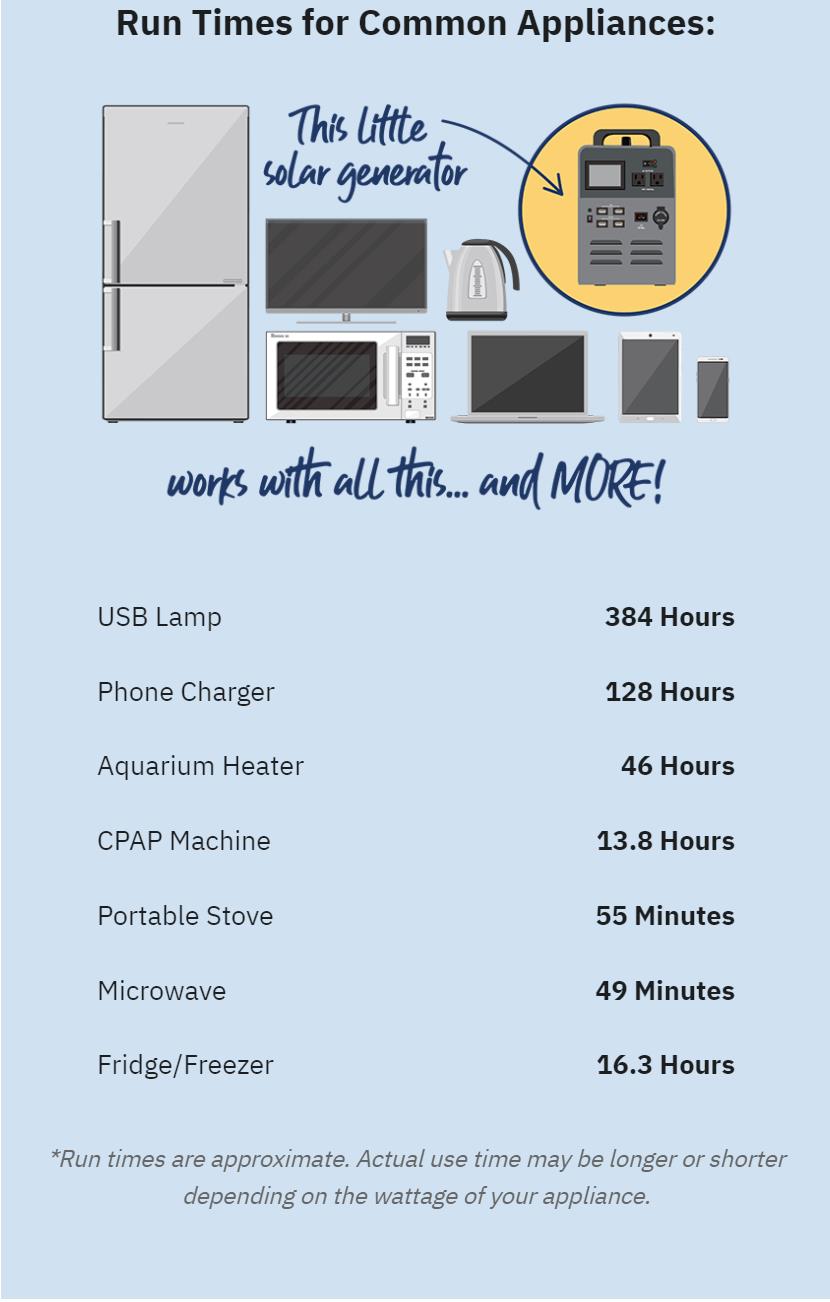 Run Times for Common Appliances:
This little
solar generator
works with all this... and MORE!
USB Lamp 384 Hours
Phone Charger 128 Hours
Aquarium Heater 46 Hours
CPAP Machine 13.8 Hours
Portable Stove 55 Minutes
Microwave 49 Minutes
Fridge/Freezer 16.3 Hours
*Run times are approximate. Actual use time may be longer or shorter
depending on the wattage of your appliance.